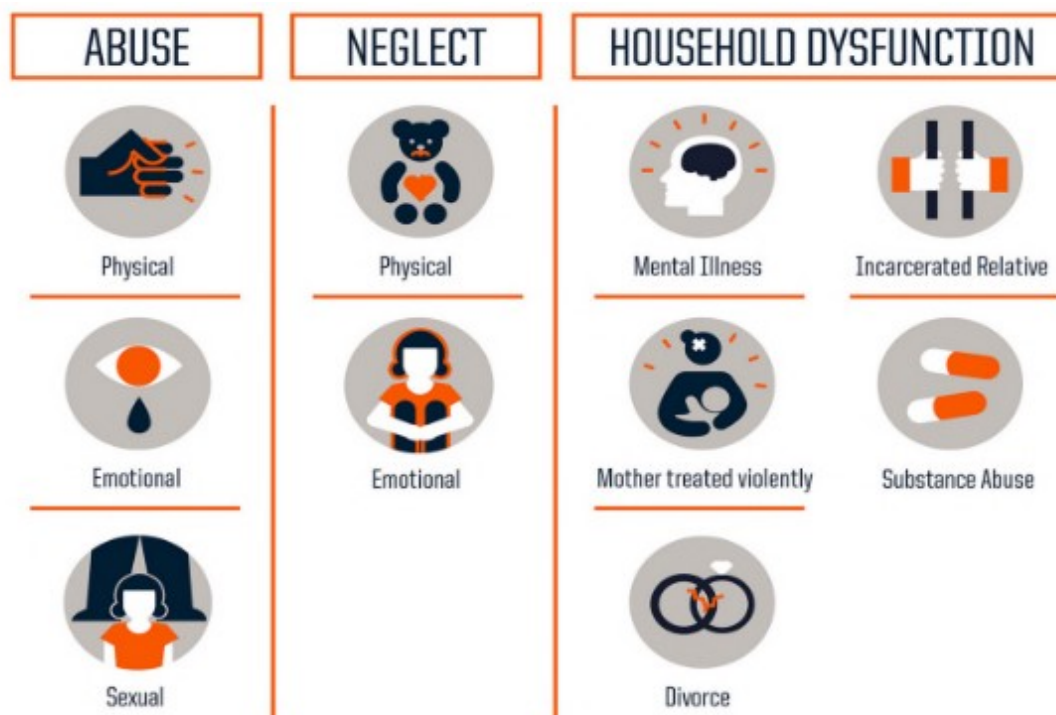 ABUSE
NEGLECT
HOUSEHOLD DYSFUNCTION
Physical
Physical
Mental Illness
Incarcerated Relative
Emotional
Emotional
Mother treated violently
Substance Abuse
Sexual
Divorce